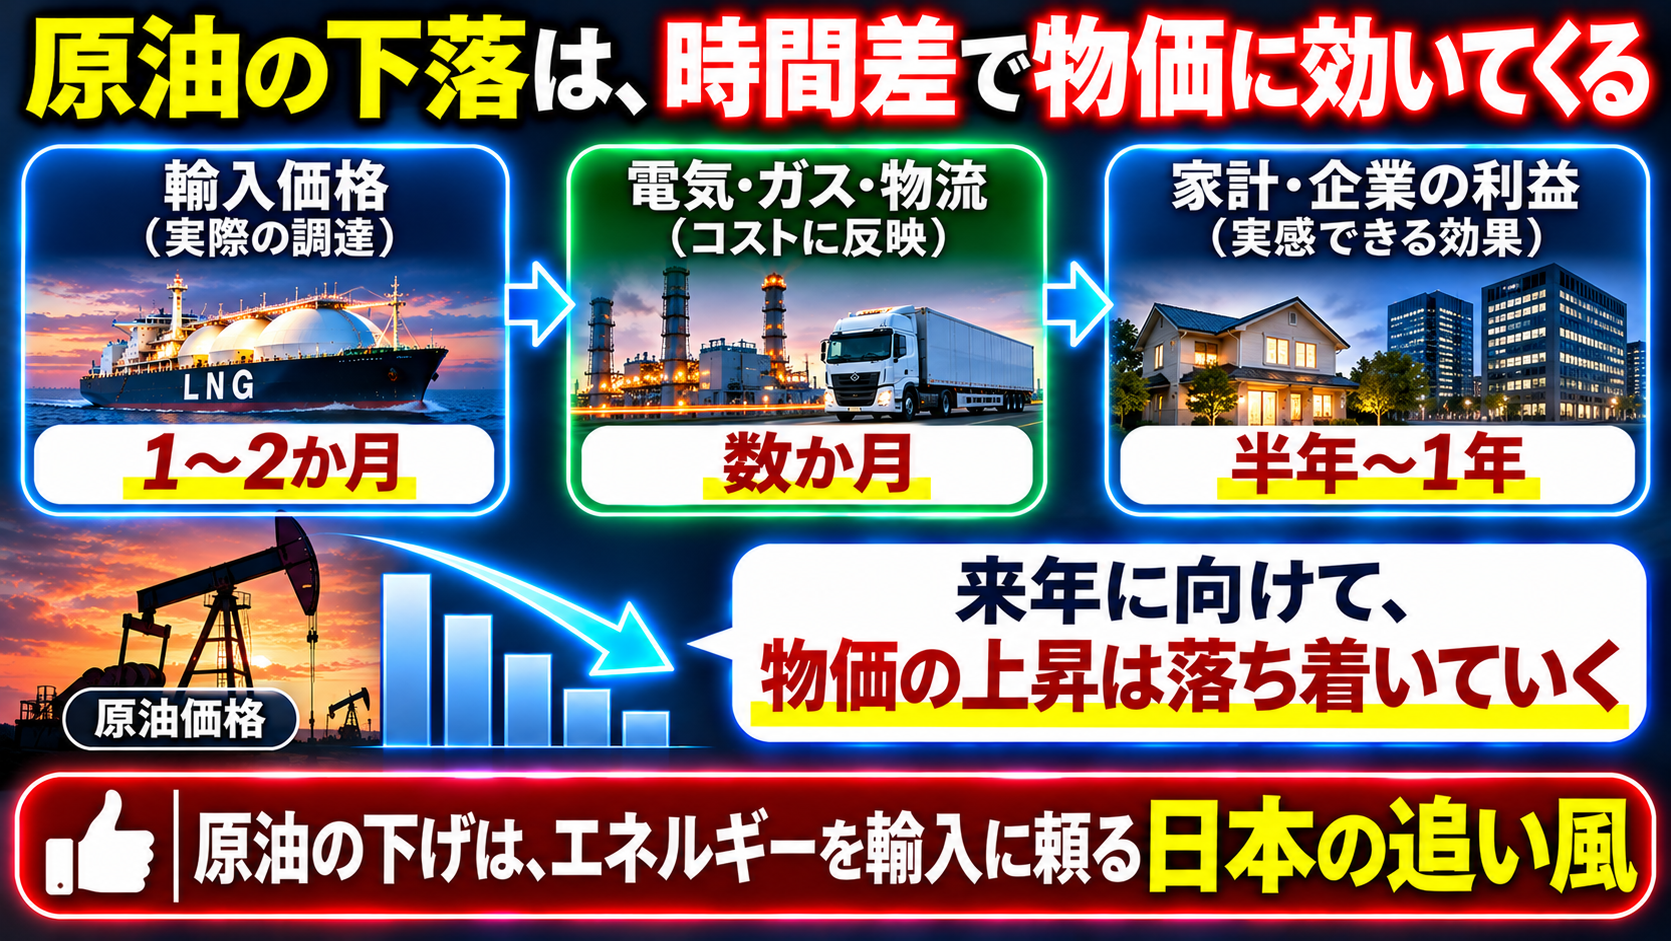 原油の下落は、時間差で物価に効いてくる
輸入価格
（実際の調達）
LNG
1～2か月
電気・ガス・物流
（コストに反映）
数か月
家計・企業の利益
（実感できる効果）
半年～1年
原油価格
来年に向けて、
物価の上昇は落ち着いていく
原油の下げは、エネルギーを輸入に頼る日本の追い風